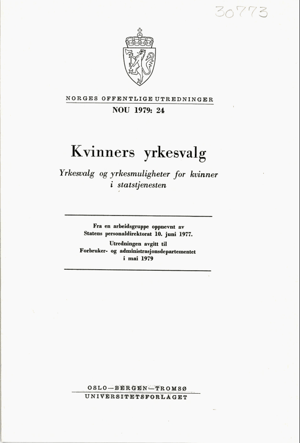 30773
NORGES OFFENTLIGE UTREDNINGER
NOU 1979: 24
Kvinners yrkesvalg
Yrkesvalg og yrkesmuligheter for kvinner
i statstjenesten
Fra en arbeidsgruppe oppnevnt av
Statens personaldirektorat 10. juni 1977.
Utredningen avgitt til
Forbruker- og administrasjonsdepartementet
i mai 1979
OSLO—BERGEN—TROMSØ
UNIVERSITETSFORLAGET